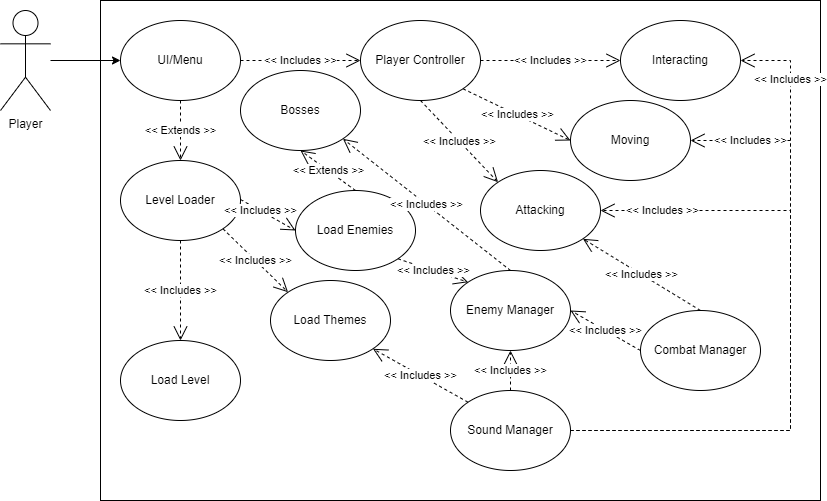 UI/Menu
<< Includes >>
Player Controller
<< Includes >>
Interacting
<< Includes >>
Player
Bosses
<< Includes >>
<< Extends >>
<< Includes >>
Moving
<< Includes >>
<< Extends >>
Level Loader
<< Includes >>
<< Includes >>
Attacking
<< Includes >>
Load Enemies
<< Includes >>
<< Includes >>
<< Includes >>
<< Includes >>
Enemy Manager
Load Themes
<< Includes >>
Combat Manager
<< Includes >>
<< Includes >>
Load Level
Sound Manager